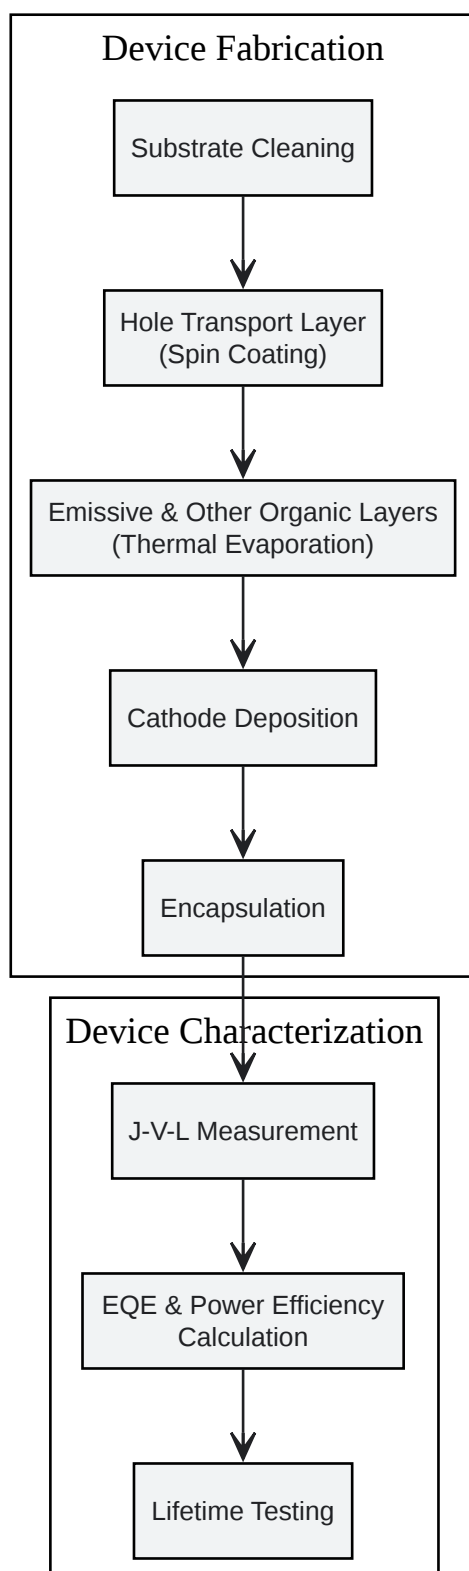 Device Fabrication
Substrate Cleaning
Hole Transport Layer
(Spin Coating)
Emissive & Other Organic Layers
(Thermal Evaporation)
Cathode Deposition
Encapsulation
Device Characterization
J-V-L Measurement
EQE & Power Efficiency
Calculation
Lifetime Testing